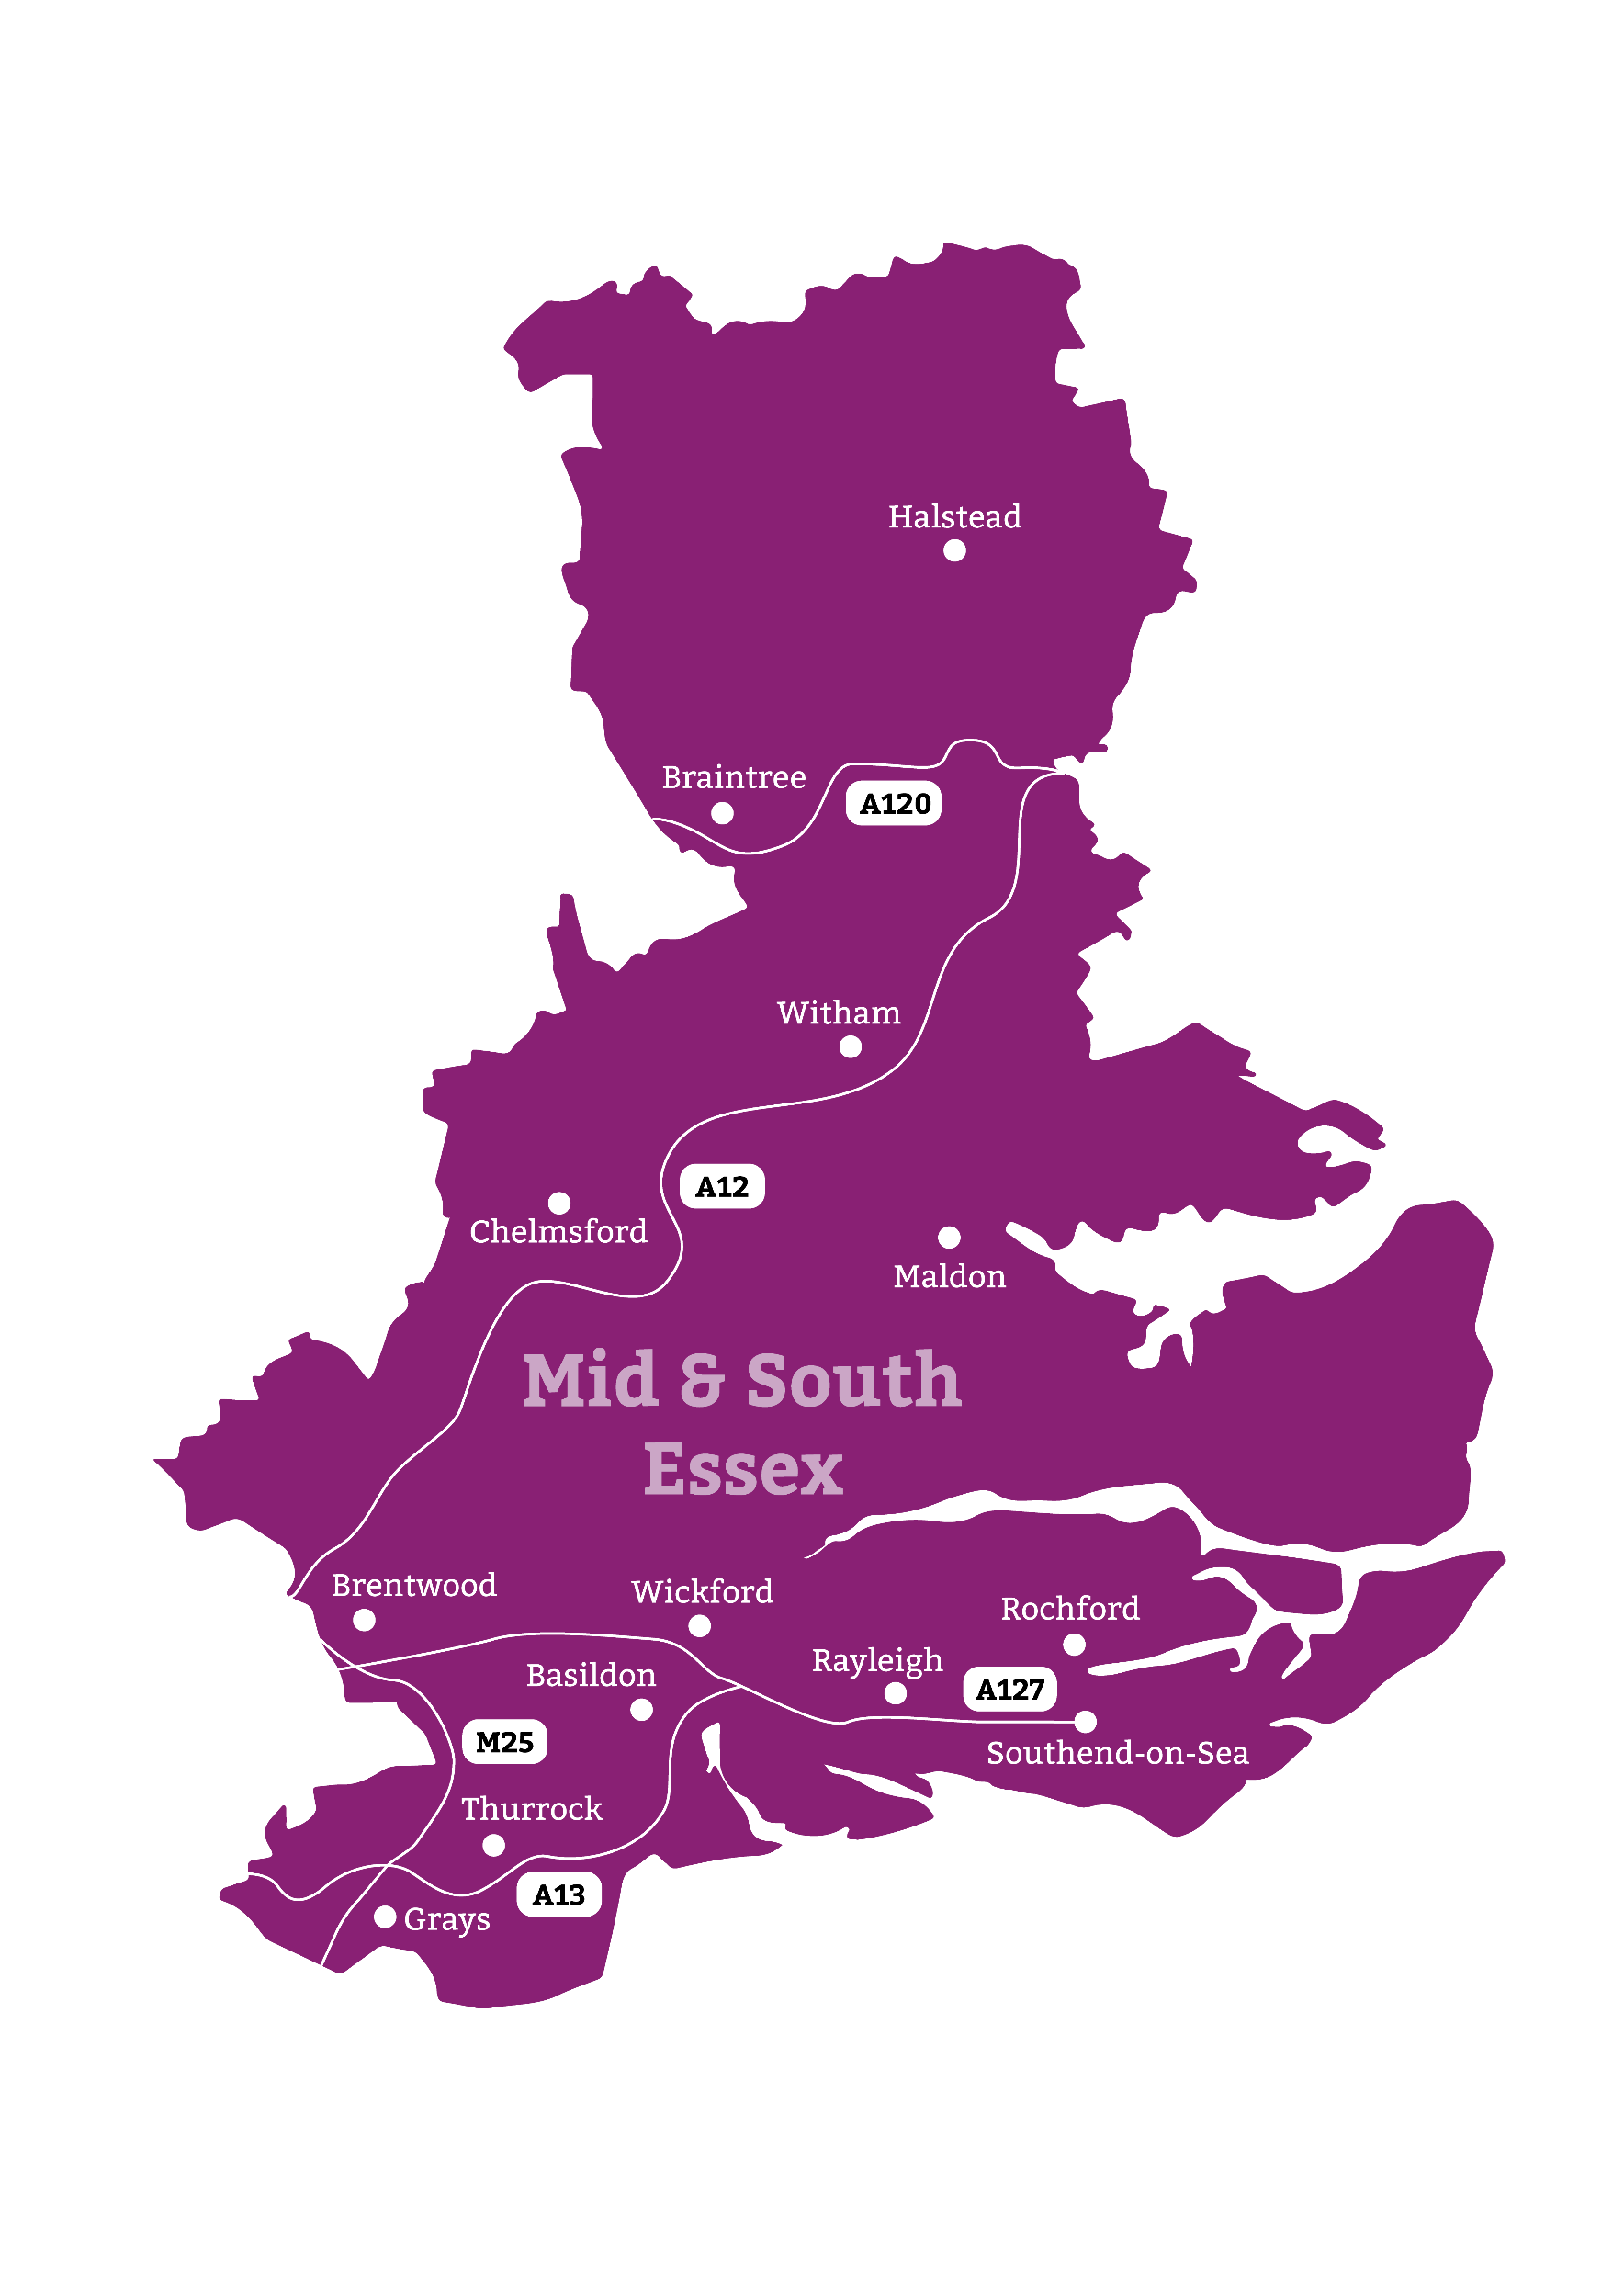 Halstead
Braintree
A120
Witham
A12
Chelmsford
Maldon
Mid & South
Essex
Brentwood
Wickford
Rochford
Rayleigh
Basildon
A127
M25
Southend-on-Sea
Thurrock
A13
Grays